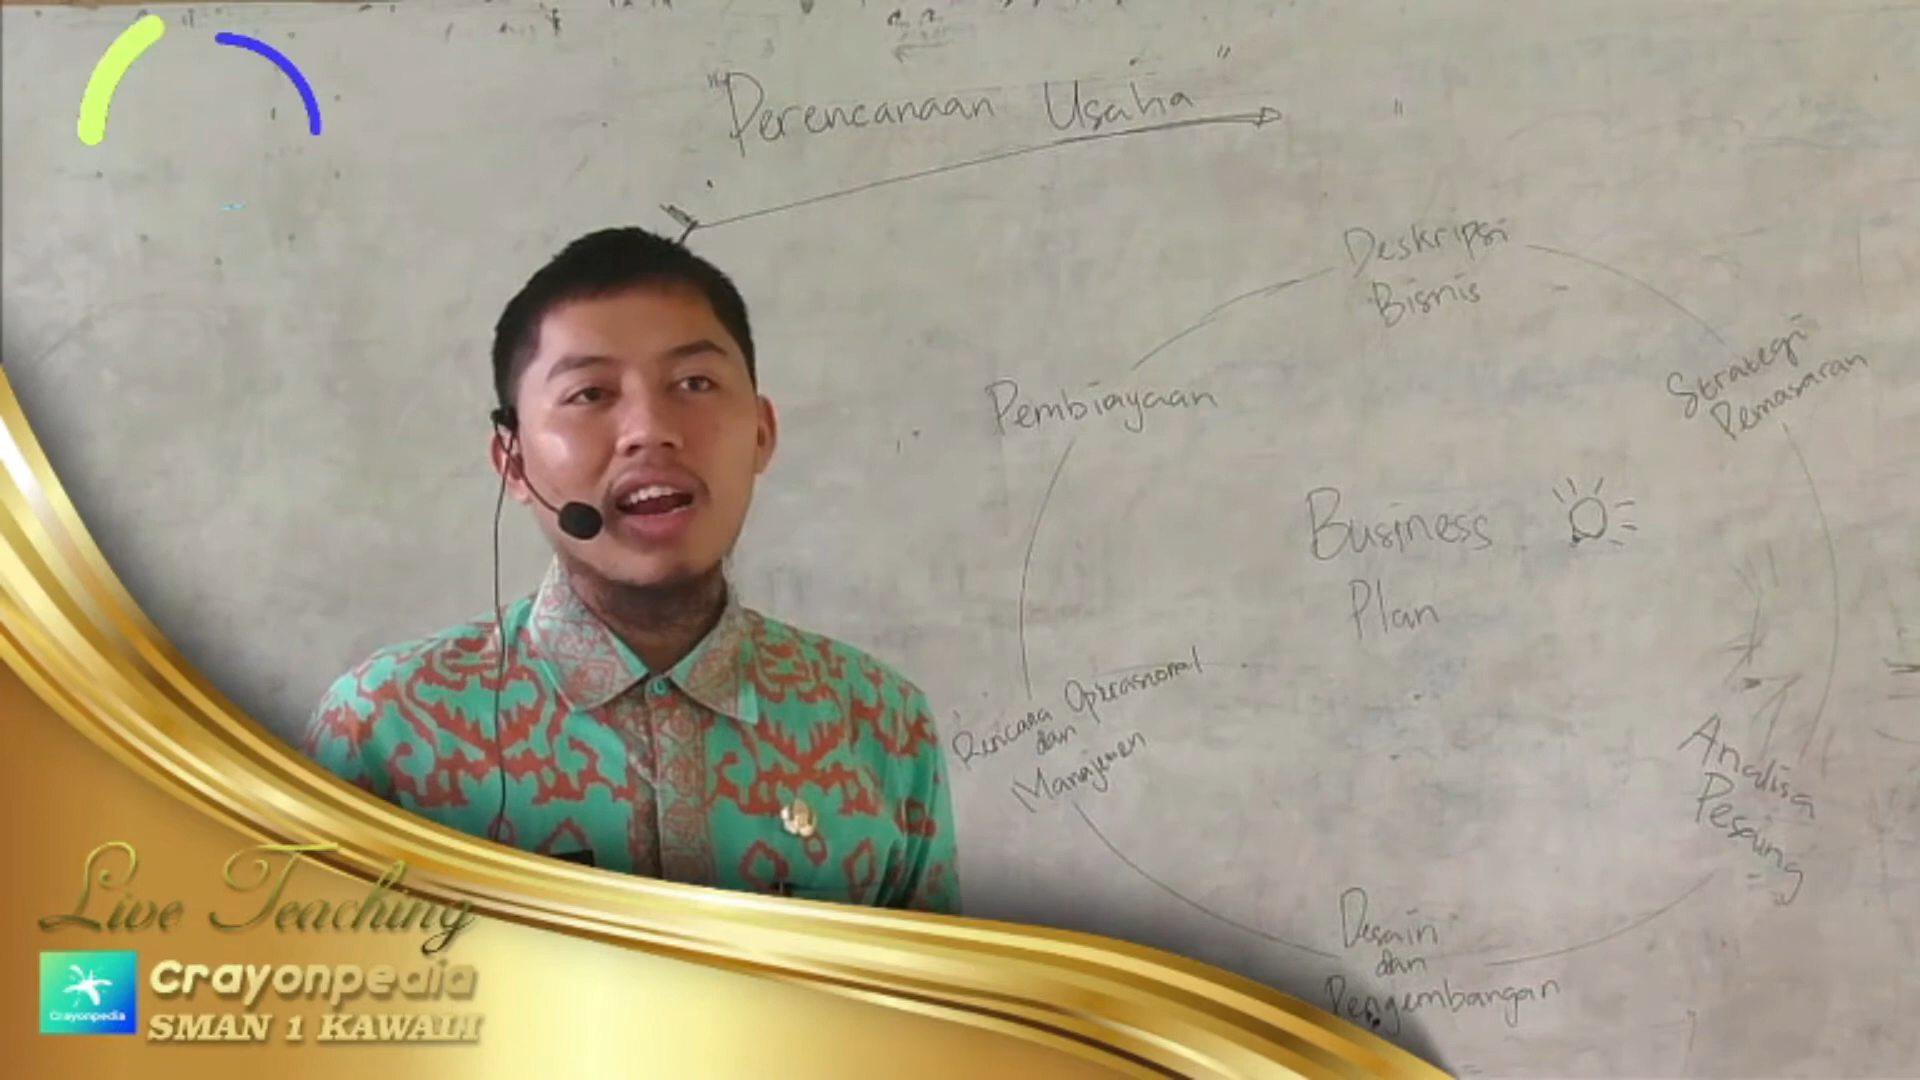 "Perencanaan Usaha"
Deskripsi
Bisnis
Strategi
Pemasaran
Pembiayaan
Business
Plan
Rencana Operasional
dan
Manajemen
Analisa
Pesaing
Desain
dan
Pengembangan
Live Teaching
Crayonpedia
Crayonpedia
SMAN 1 KAWALI